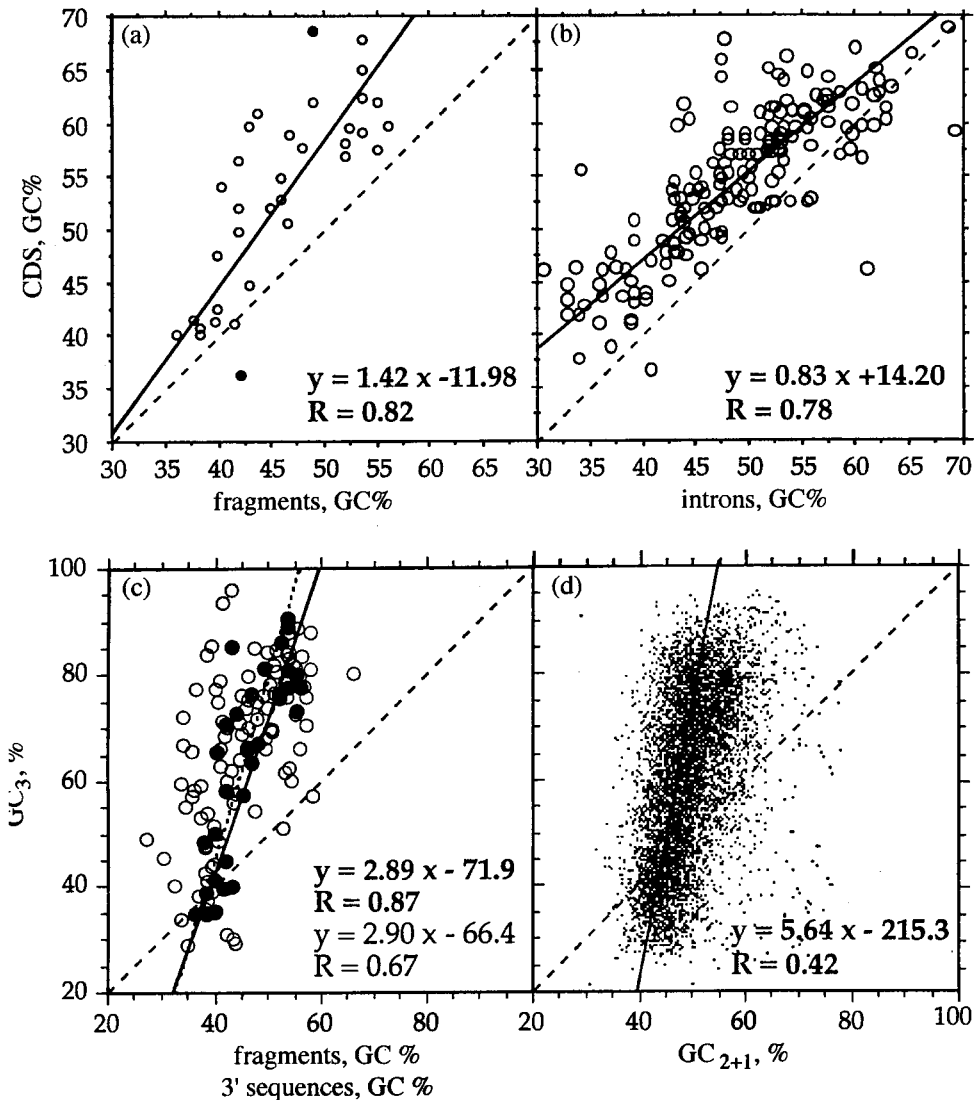 (a)
70
65
60
55
50
45
40
35
30
CDS, GC%
y = 1.42 x -11.98
R = 0.82
30 35 40 45 50 55 60 65
fragments, GC%
(b)
y = 0.83 x +14.20
R = 0.78
30 35 40 45 50 55 60 65 70
introns, GC%
(c)
100
80
60
40
20
GC3, %
y = 2.89 x - 71.9
R = 0.87
y = 2.90 x - 66.4
R = 0.67
20 40 60 80
fragments, GC %
3' sequences, GC %
(d)
y = 5.64 x - 215.3
R = 0.42
20 40 60 80 100
GC2+1, %